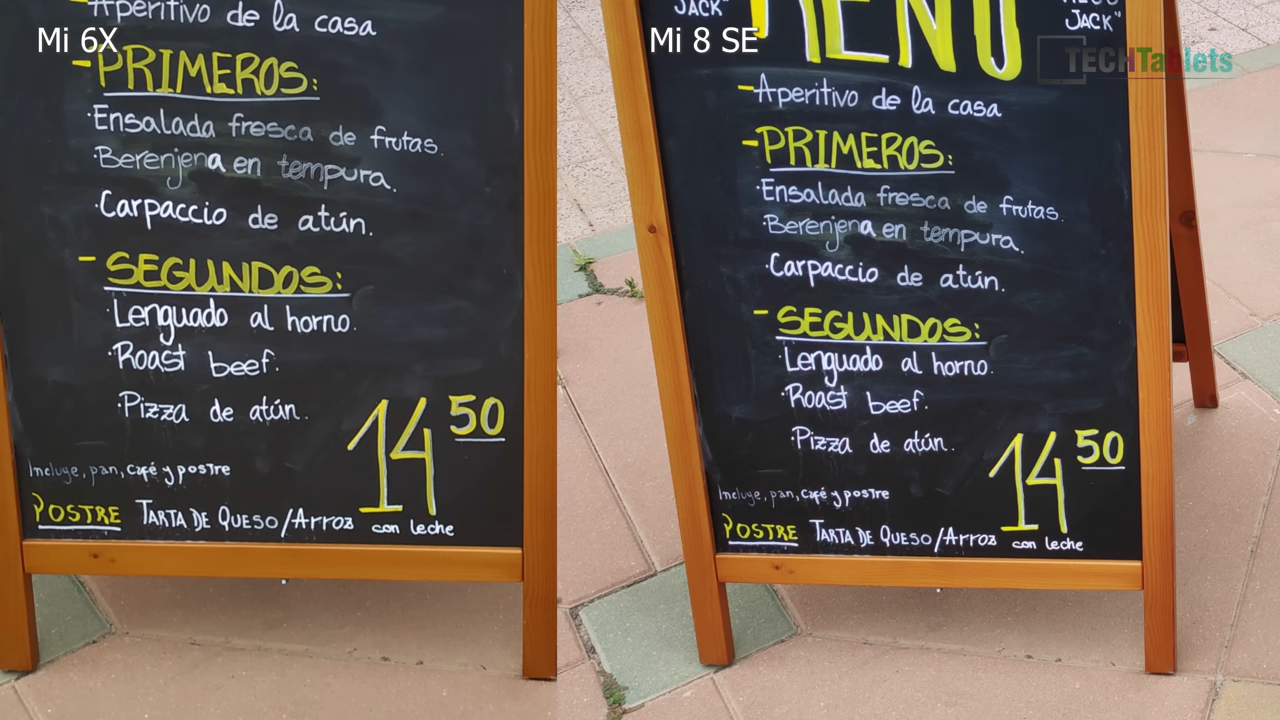 Mi 6X
-Aperitivo de la casa
-PRIMEROS:
·Ensalada fresca de frutas.
·Berenjena en tempura.
·Carpaccio de atún.
-SEGUNDOS:
·Lenguado al horno.
·Roast beef.
·Pizza de atún.
14 50
Incluye, pan, café y postre
POSTRE TARTA DE QUESO/Arroz con leche
Mi 8 SE
JACK"
MENÚ
JACK"
TECHTablets
-Aperitivo de la casa
-PRIMEROS:
·Ensalada fresca de frutas.
·Berenjena en tempura.
·Carpaccio de atún.
-SEGUNDOS:
·Lenguado al horno.
·Roast beef.
·Pizza de atún.
14 50
Incluye, pan, café y postre
POSTRE TARTA DE QUESO/Arroz con leche